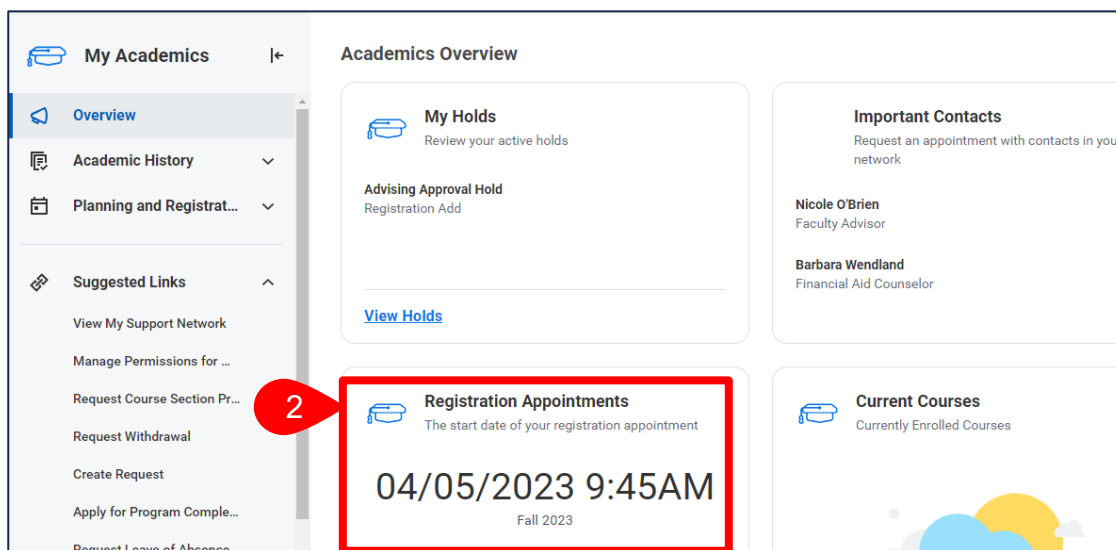 My Academics
Overview
Academic History
Planning and Registrat...
Suggested Links
View My Support Network
Manage Permissions for ...
Request Course Section Pr...
Request Withdrawal
Create Request
Apply for Program Comple...
Request Leave of Absence
Academics Overview
My Holds
Review your active holds
Advising Approval Hold
Registration Add
View Holds
Important Contacts
Request an appointment with contacts in you
network
Nicole O'Brien
Faculty Advisor
Barbara Wendland
Financial Aid Counselor
2
Registration Appointments
The start date of your registration appointment
04/05/2023 9:45AM
Fall 2023
Current Courses
Currently Enrolled Courses